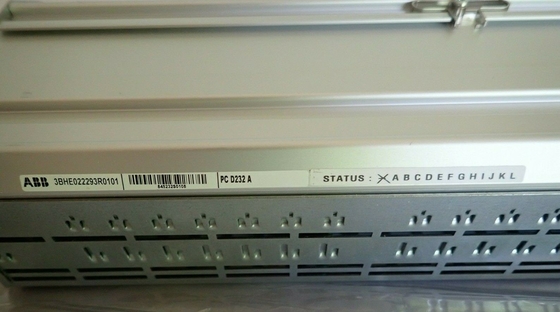 ABB 3BHE022293R0101 PC D232 A STATUS : A B C D E F G H I J K L